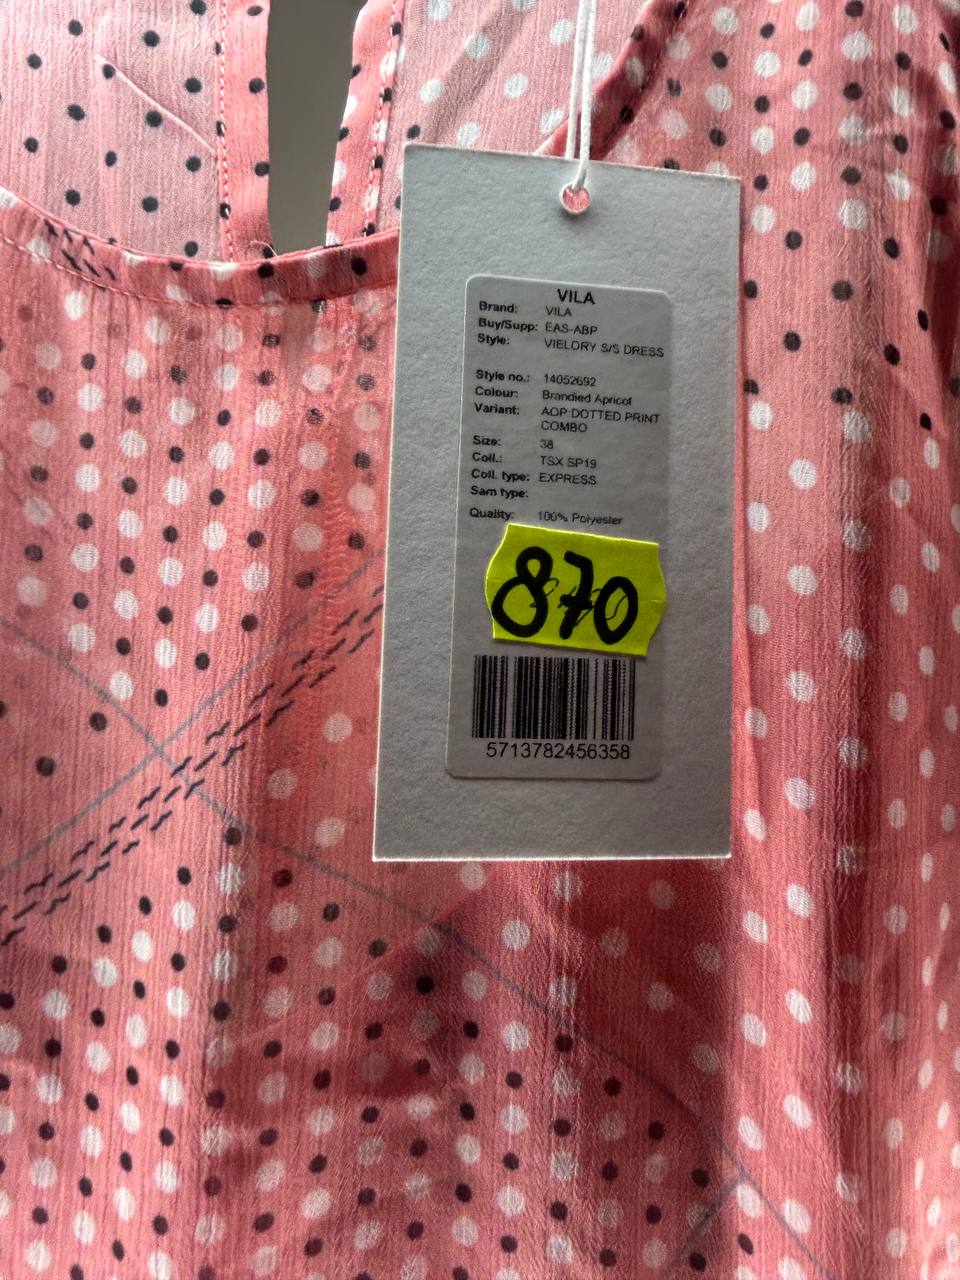 VILA
Brand: VILA
Buy/Supp: EAS-ABP
Style: VIELORY S/S DRESS
Style no.: 14052692
Colour: Brandied Apricot
Variant: AOP:DOTTED PRINT
COMBO
Size: 38
Coll.: TSX SP19
Coll. type: EXPRESS
Sam type:
Quality: 100% Polyester
870
5713782456358